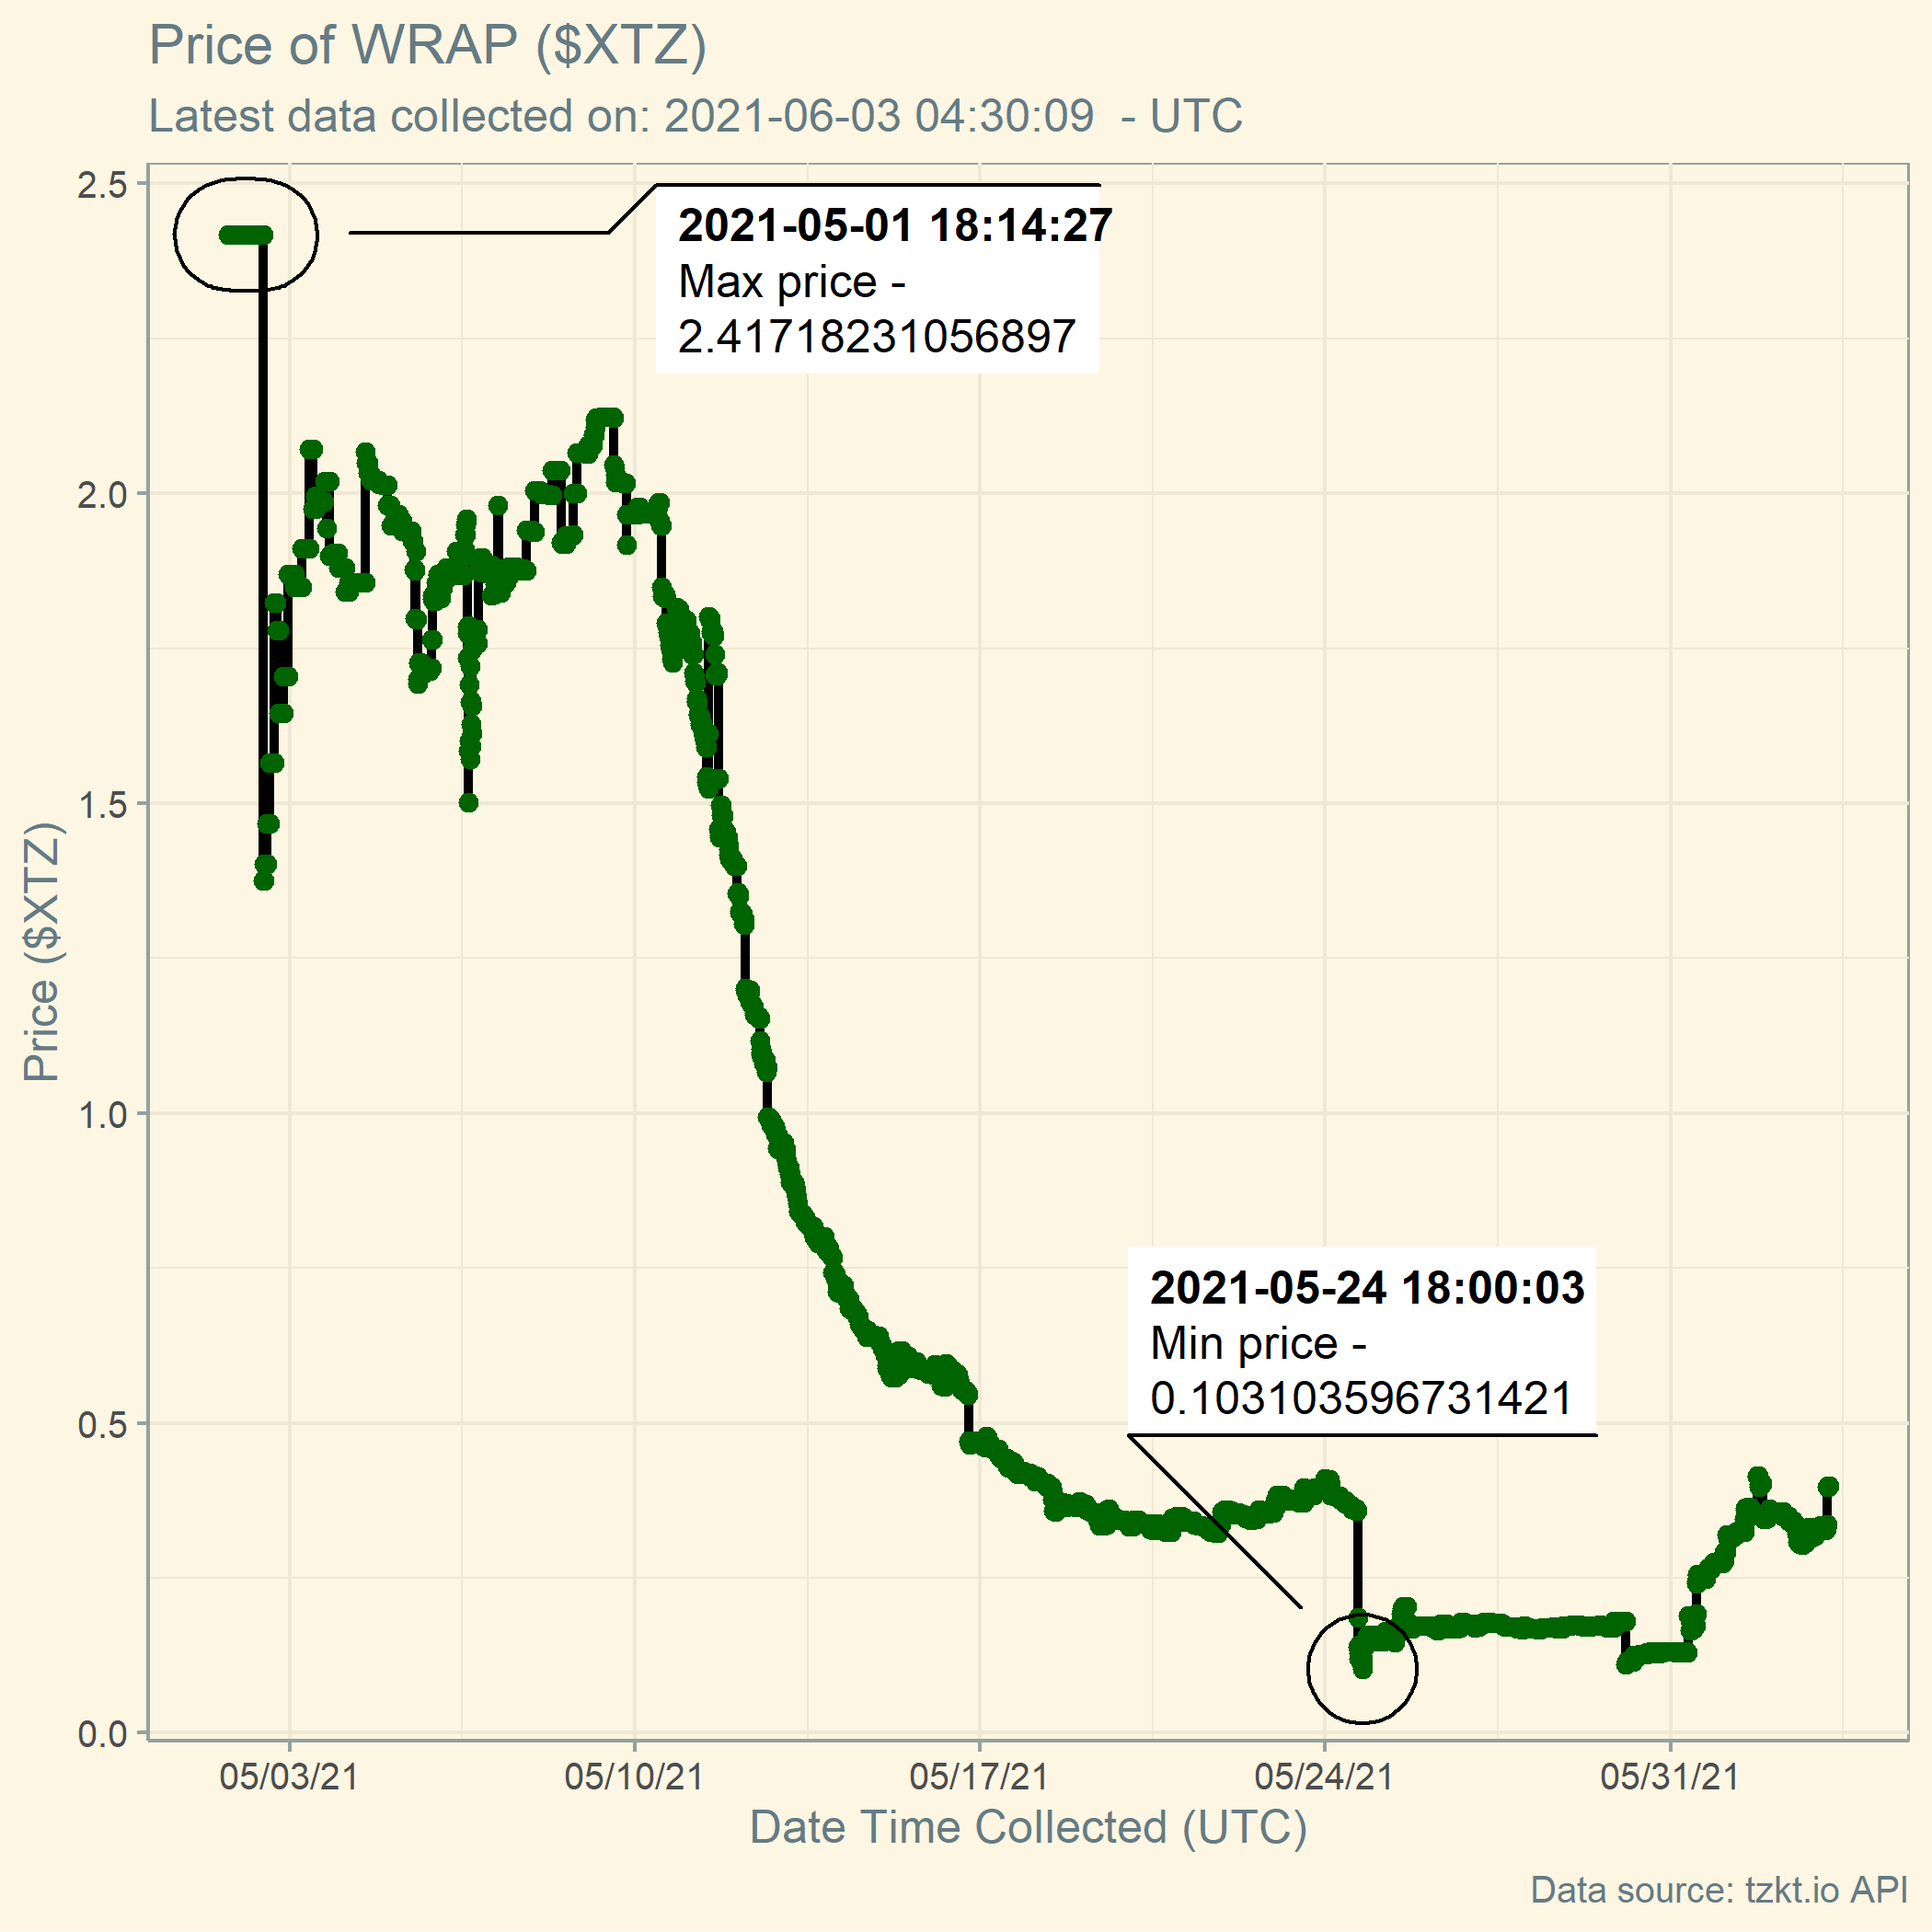 Price of WRAP ($XTZ)
Latest data collected on: 2021-06-03 04:30:09  - UTC
2.5
2.0
1.5
1.0
0.5
0.0
Price ($XTZ)
2021-05-01 18:14:27
Max price -
2.41718231056897
2021-05-24 18:00:03
Min price -
0.103103596731421
05/03/21
05/10/21
05/17/21
05/24/21
05/31/21
Date Time Collected (UTC)
Data source: tzkt.io API